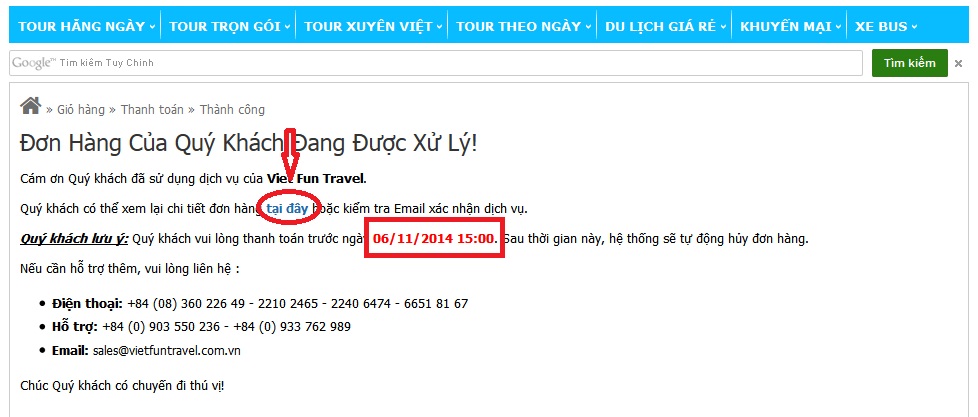 TOUR HÃNG NGÀY TOUR TRỌN GÓI TOUR XUYÊN VIỆT TOUR THEO NGÀY DU LỊCH GIÁ RẺ KHUYẾN MẠI XE BUS
Google™ Tìm kiếm Tùy Chỉnh Tìm kiếm ×
» Giỏ hàng » Thanh toán » Thành công
Đơn Hàng Của Quý Khách Đang Được Xử Lý!
Cám ơn Quý khách đã sử dụng dịch vụ của Viet Fun Travel.
Quý khách có thể xem lại chi tiết đơn hàng tại đây hoặc kiểm tra Email xác nhận dịch vụ.
Quý khách lưu ý: Quý khách vui lòng thanh toán trước ngày 06/11/2014 15:00. Sau thời gian này, hệ thống sẽ tự động hủy đơn hàng.
Nếu cần hỗ trợ thêm, vui lòng liên hệ :
• Điện thoại: +84 (08) 360 226 49 - 2210 2465 - 2240 6474 - 6651 81 67
• Hỗ trợ: +84 (0) 903 550 236 - +84 (0) 933 762 989
• Email: sales@vietfuntravel.com.vn
Chúc Quý khách có chuyến đi thú vị!